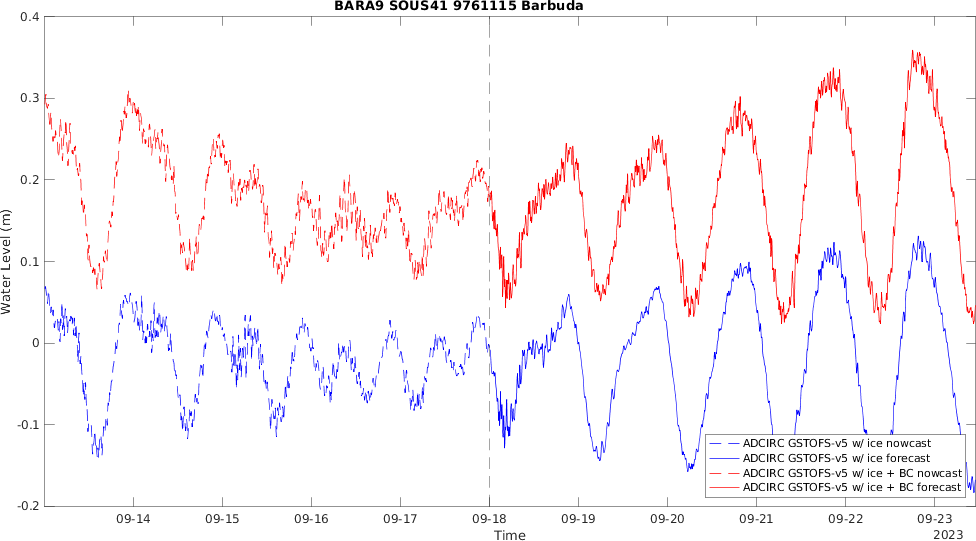 BARA9 SOUS41 9761115 Barbuda
0.4
0.3
0.2
0.1
0
-0.1
-0.2
Water Level (m)
09-14 09-15 09-16 09-17 09-18 09-19 09-20 09-21 09-22 09-23
2023
Time
ADCIRC GSTOFS-v5 w/ ice nowcast
ADCIRC GSTOFS-v5 w/ ice forecast
ADCIRC GSTOFS-v5 w/ ice + BC nowcast
ADCIRC GSTOFS-v5 w/ ice + BC forecast